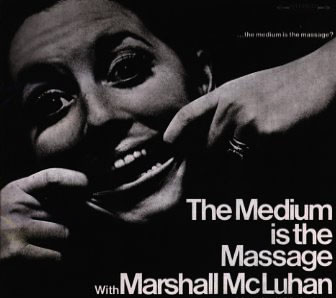 ...the medium is the massage?
The Medium
is the
Massage
With Marshall McLuhan